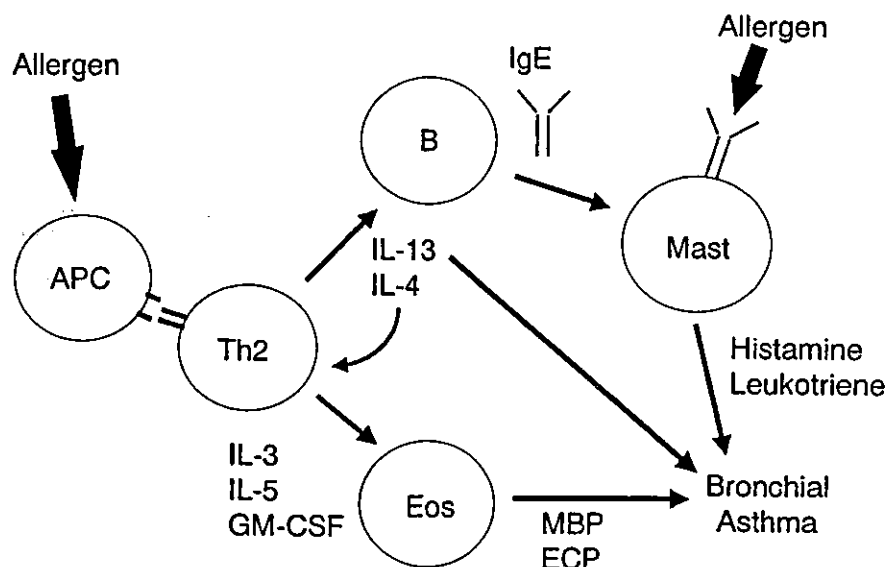 Allergen
Allergen
IgE
B
APC
Mast
IL-13
IL-4
Th2
Histamine
Leukotriene
IL-3
IL-5
GM-CSF
Eos
MBP
ECP
Bronchial
Asthma